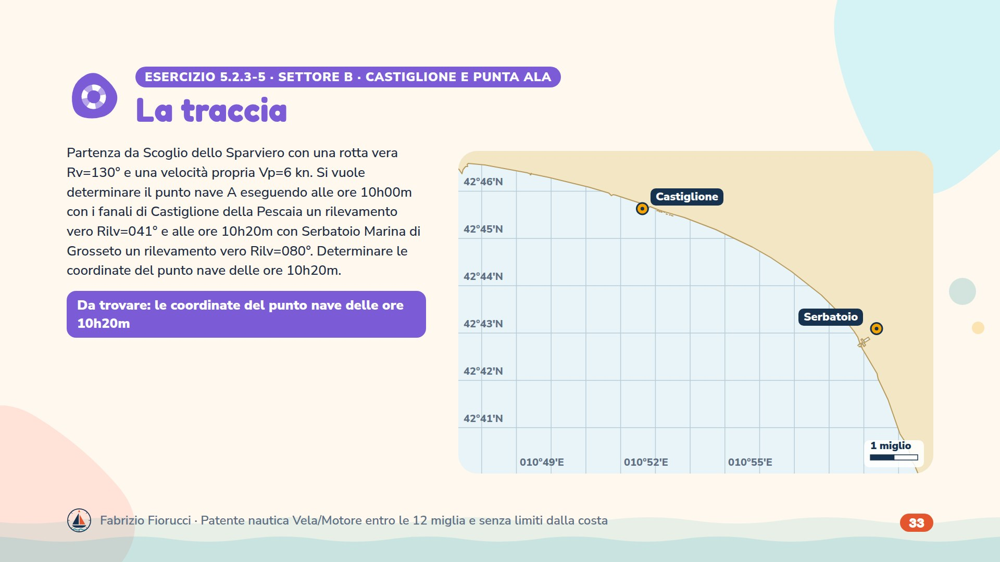 ESERCIZIO 5.2.3-5 · SETTORE B · CASTIGLIONE E PUNTA ALA
La traccia
Partenza da Scoglio dello Sparviero con una rotta vera
Rv=130° e una velocità propria Vp=6 kn. Si vuole
determinare il punto nave A eseguendo alle ore 10h00m
con i fanali di Castiglione della Pescaia un rilevamento
vero Rilv=041° e alle ore 10h20m con Serbatoio Marina di
Grosseto un rilevamento vero Rilv=080°. Determinare le
coordinate del punto nave delle ore 10h20m.
Da trovare: le coordinate del punto nave delle ore
10h20m
42°46'N
Castiglione
42°45'N
42°44'N
Serbatoio
42°43'N
42°42'N
42°41'N
1 miglio
010°49'E
010°52'E
010°55'E
Fabrizio Fiorucci · Patente nautica Vela/Motore entro le 12 miglia e senza limiti dalla costa
33